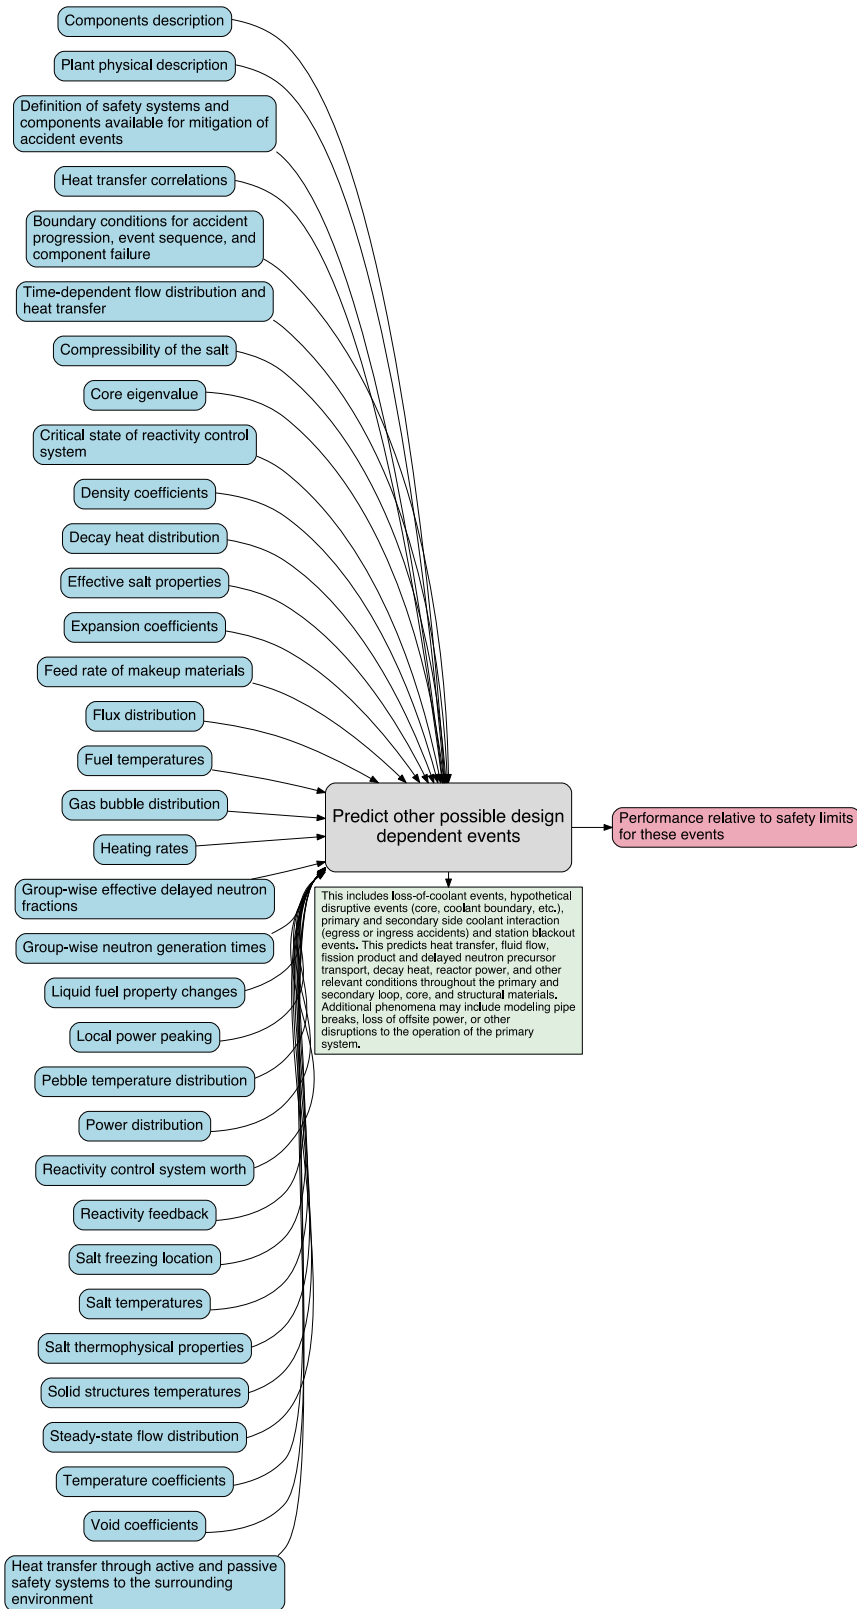 Components description
Plant physical description
Definition of safety systems and
components available for mitigation of
accident events
Heat transfer correlations
Boundary conditions for accident
progression, event sequence, and
component failure
Time-dependent flow distribution and
heat transfer
Compressibility of the salt
Core eigenvalue
Critical state of reactivity control
system
Density coefficients
Decay heat distribution
Effective salt properties
Expansion coefficients
Feed rate of makeup materials
Flux distribution
Fuel temperatures
Gas bubble distribution
Heating rates
Group-wise effective delayed neutron
fractions
Group-wise neutron generation times
Liquid fuel property changes
Local power peaking
Pebble temperature distribution
Power distribution
Reactivity control system worth
Reactivity feedback
Salt freezing location
Salt temperatures
Salt thermophysical properties
Solid structures temperatures
Steady-state flow distribution
Temperature coefficients
Void coefficients
Heat transfer through active and passive
safety systems to the surrounding
environment
Predict other possible design
dependent events
This includes loss-of-coolant events, hypothetical
disruptive events (core, coolant boundary, etc.),
primary and secondary side coolant interaction
(egress or ingress accidents) and station blackout
events. This predicts heat transfer, fluid flow,
fission product and delayed neutron precursor
transport, decay heat, reactor power, and other
relevant conditions throughout the primary and
secondary loop, core, and structural materials.
Additional phenomena may include modeling pipe
breaks, loss of offsite power, or other
disruptions to the operation of the primary
system.
Performance relative to safety limits
for these events